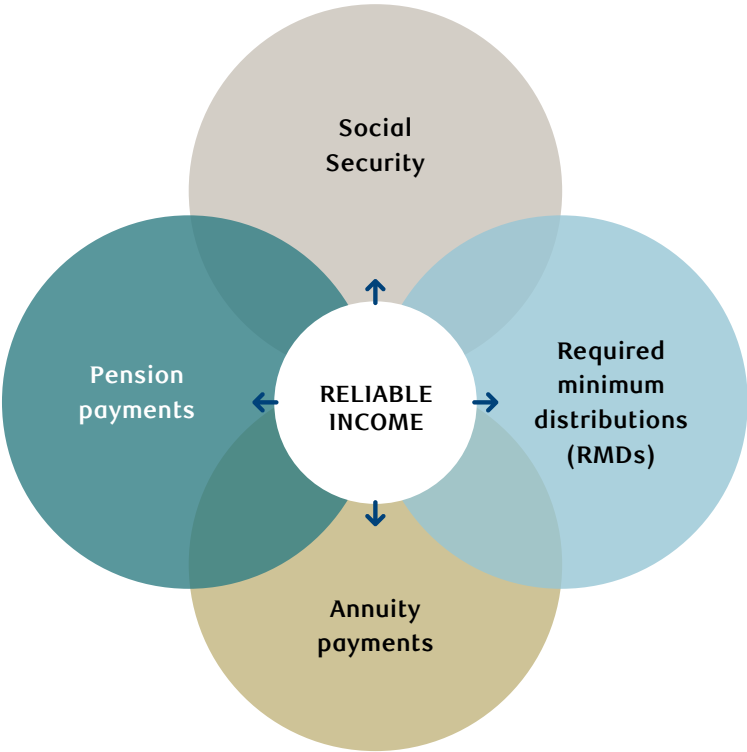 Social
Security
Pension
payments
RELIABLE
INCOME
Required
minimum
distributions
(RMDs)
Annuity
payments